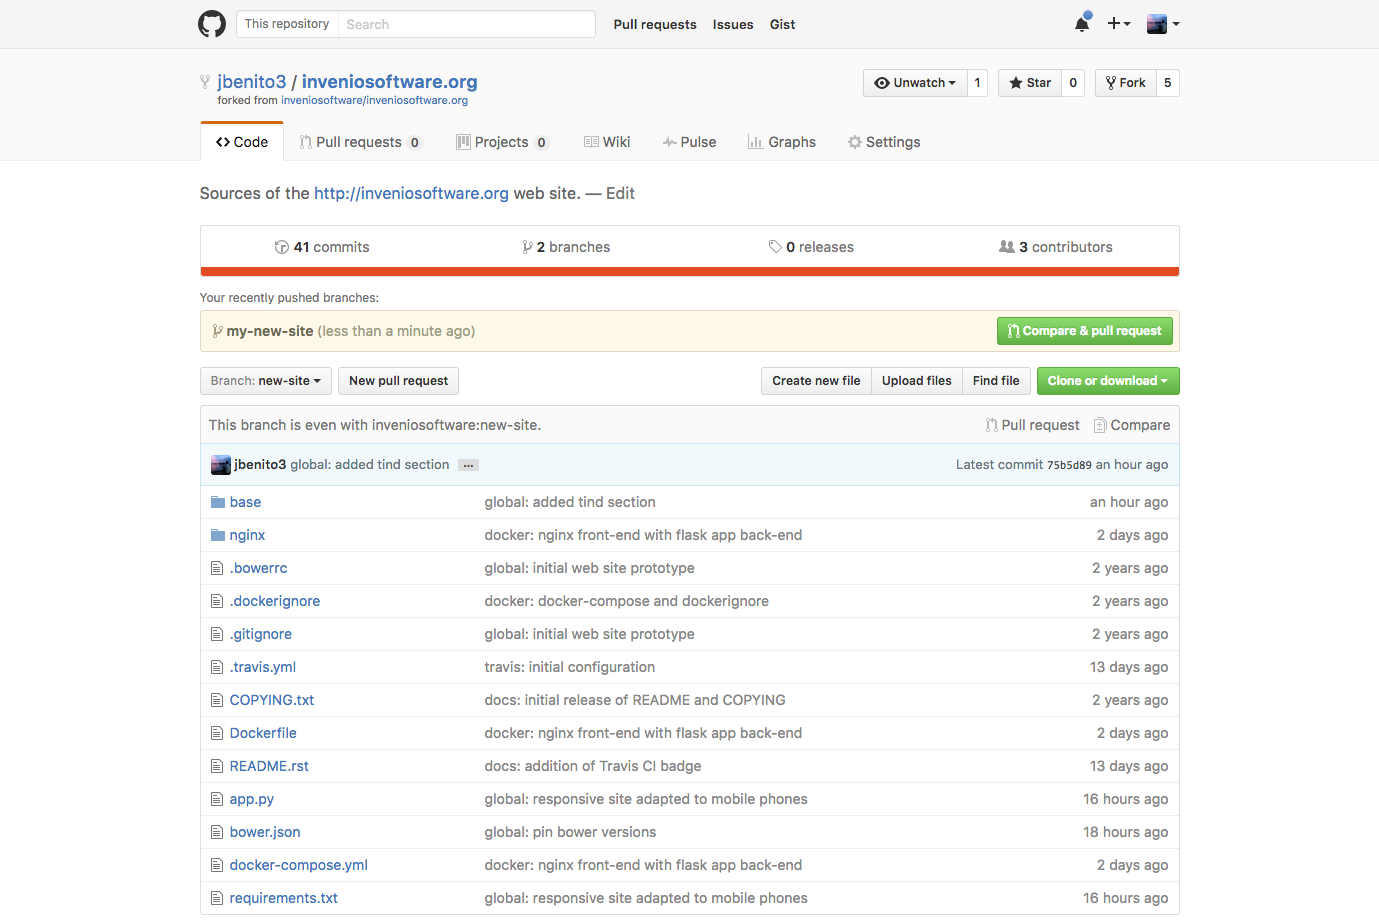 This repository Search Pull requests Issues Gist
jbenito3 / inveniosoftware.org Unwatch 1 Star 0 Fork 5
forked from inveniosoftware/inveniosoftware.org
Code Pull requests 0 Projects 0 Wiki Pulse Graphs Settings
Sources of the http://inveniosoftware.org web site. — Edit
41 commits 2 branches 0 releases 3 contributors
Your recently pushed branches:
my-new-site (less than a minute ago) Compare & pull request
Branch: new-site New pull request Create new file Upload files Find file Clone or download
This branch is even with inveniosoftware:new-site. Pull request Compare
jbenito3 global: added tind section … Latest commit 75b5d89 an hour ago
base global: added tind section an hour ago
nginx docker: nginx front-end with flask app back-end 2 days ago
.bowerrc global: initial web site prototype 2 years ago
.dockerignore docker: docker-compose and dockerignore 2 years ago
.gitignore global: initial web site prototype 2 years ago
.travis.yml travis: initial configuration 13 days ago
COPYING.txt docs: initial release of README and COPYING 2 years ago
Dockerfile docker: nginx front-end with flask app back-end 2 days ago
README.rst docs: addition of Travis CI badge 13 days ago
app.py global: responsive site adapted to mobile phones 16 hours ago
bower.json global: pin bower versions 18 hours ago
docker-compose.yml docker: nginx front-end with flask app back-end 2 days ago
requirements.txt global: responsive site adapted to mobile phones 16 hours ago